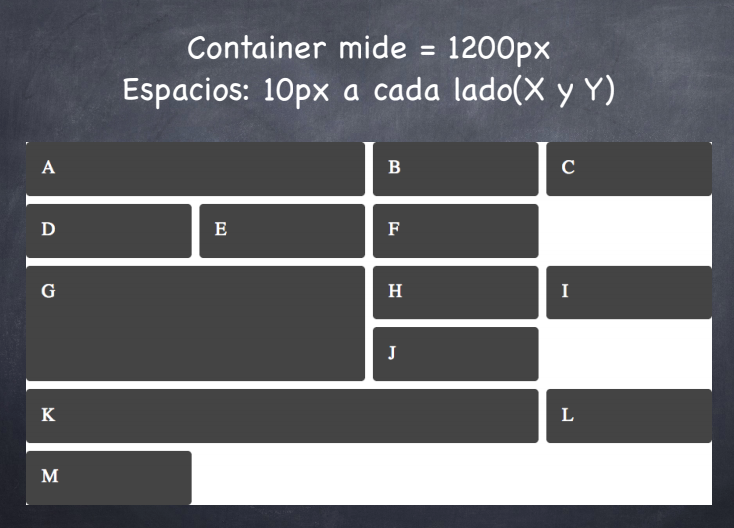 Container mide = 1200px
Espacios: 10px a cada lado(X y Y)
A B C
D E F
G H I
J
K L
M